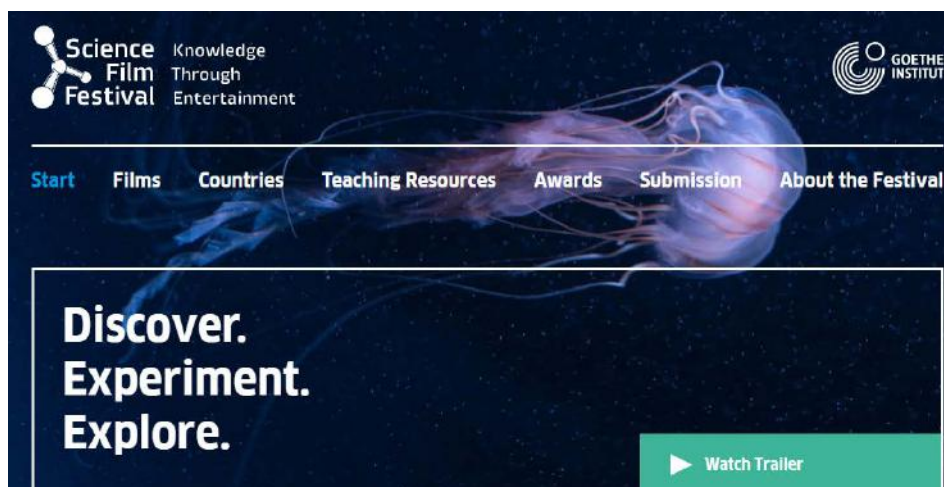 Science Knowledge
Film Through
Festival Entertainment
GOETHE
INSTITUT
Start Films Countries Teaching Resources Awards Submission About the Festival
Discover.
Experiment.
Explore.
Watch Trailer